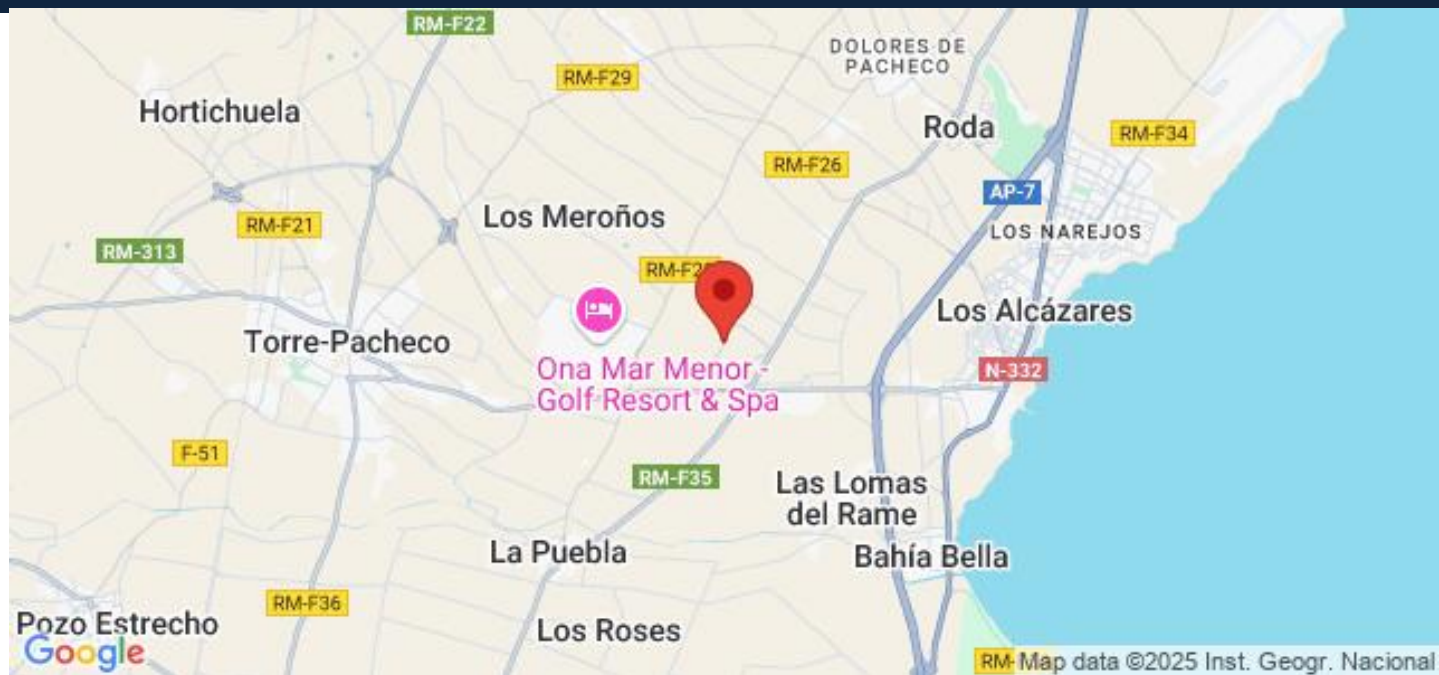 RM-F22
DOLORES DE
PACHECO
RM-F29
Hortichuela
Roda
RM-F34
RM-F26
AP-7
Los Meroños
RM-F21
LOS NAREJOS
RM-313
Los Alcázares
Torre-Pacheco
Ona Mar Menor -
Golf Resort & Spa
N-332
F-51
RM-F35
Las Lomas
del Rame
La Puebla
Bahía Bella
RM-F36
Pozo Estrecho
Los Roses
Google
Map data ©2025 Inst. Geogr. Nacional